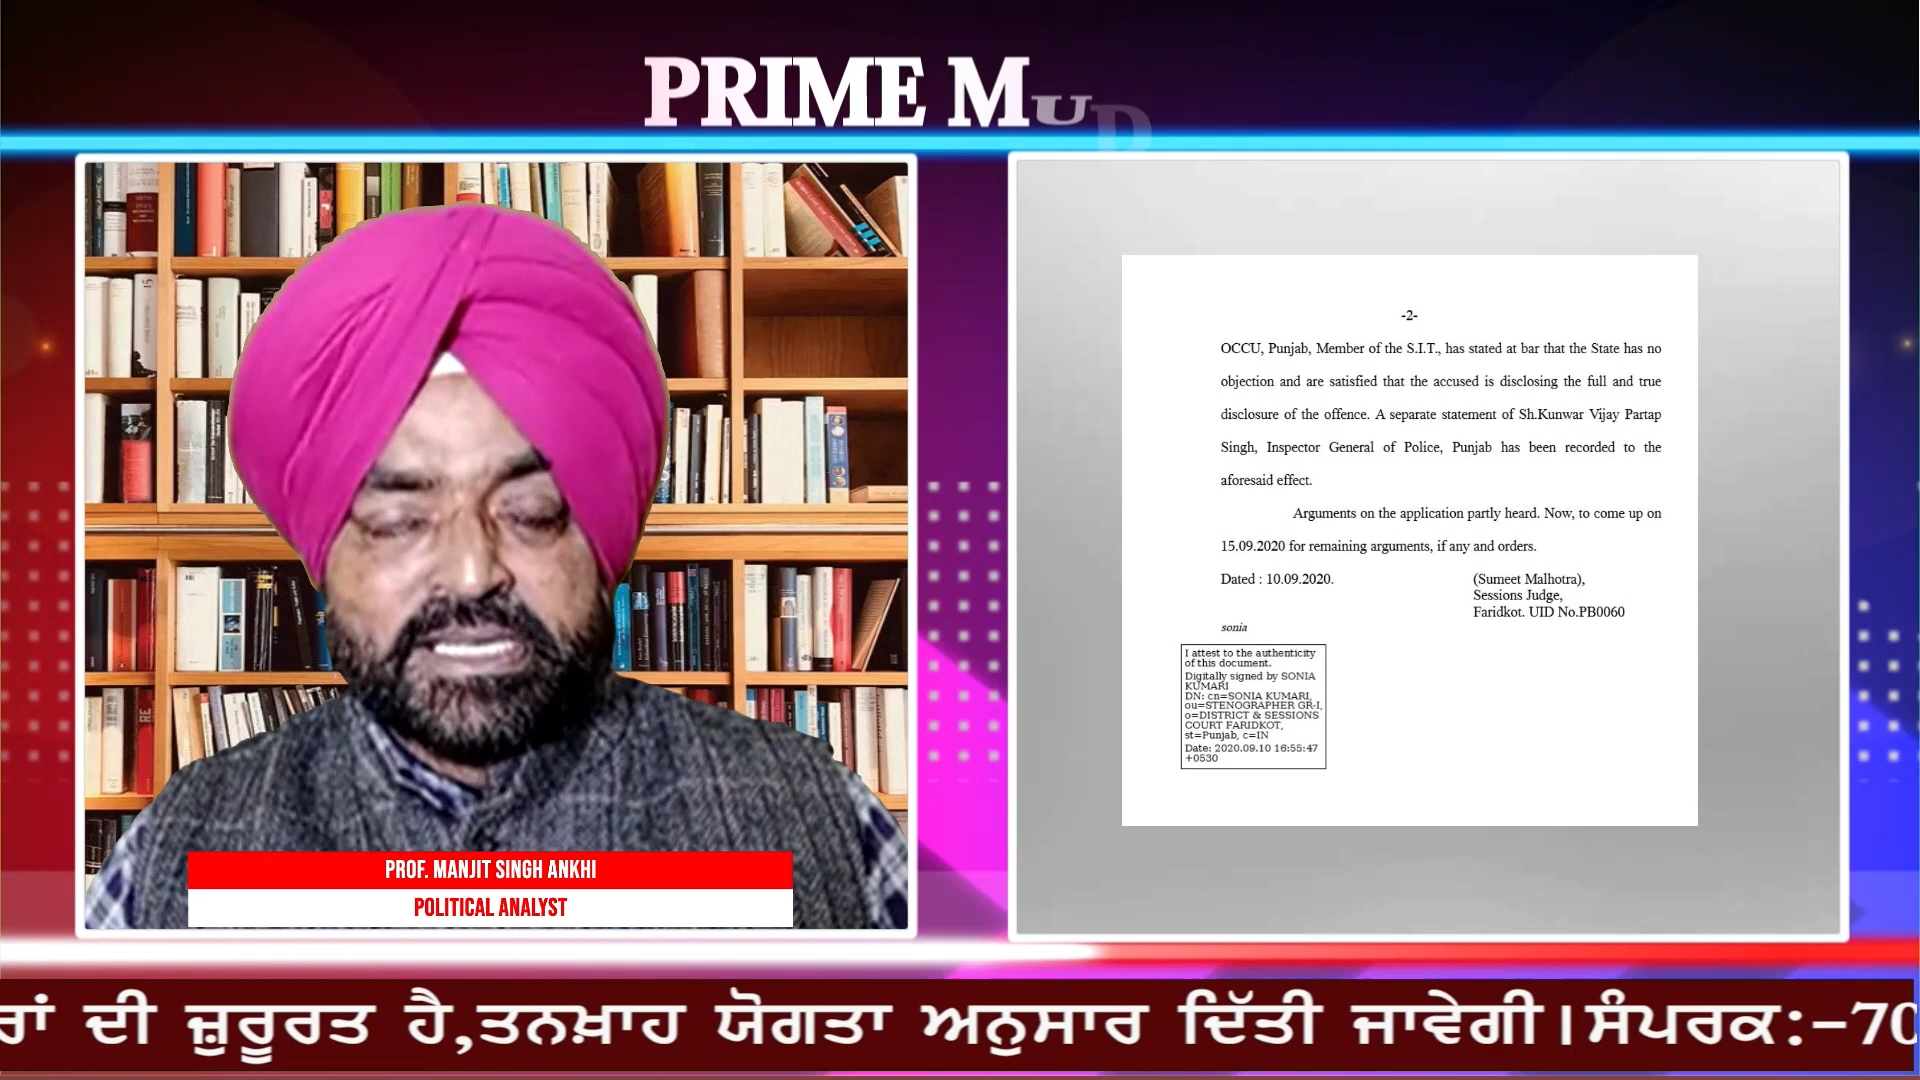 PRIME MUD
-2-
OCCU, Punjab, Member of the S.I.T., has stated at bar that the State has no
objection and are satisfied that the accused is disclosing the full and true
disclosure of the offence. A separate statement of Sh.Kunwar Vijay Partap
Singh, Inspector General of Police, Punjab has been recorded to the
aforesaid effect.
Arguments on the application partly heard. Now, to come up on
15.09.2020 for remaining arguments, if any and orders.
Dated : 10.09.2020.
(Sumeet Malhotra),
Sessions Judge,
Faridkot. UID No.PB0060
sonia
I attest to the authenticity
of this document.
Digitally signed by SONIA
KUMARI
DN: cn=SONIA KUMARI,
ou=STENOGRAPHER GR-I,
o=DISTRICT & SESSIONS
COURT FARIDKOT,
st=Punjab, c=IN
Date: 2020.09.10 16:55:47
+0530
PROF. MANJIT SINGH ANKHI
POLITICAL ANALYST
ਰਾਂ ਦੀ ਜ਼ੁਰੂਰਤ ਹੈ,ਤਨਖ਼ਾਹ ਯੋਗਤਾ ਅਨੁਸਾਰ ਦਿੱਤੀ ਜਾਵੇਗੀ।ਸੰਪਰਕ:-70